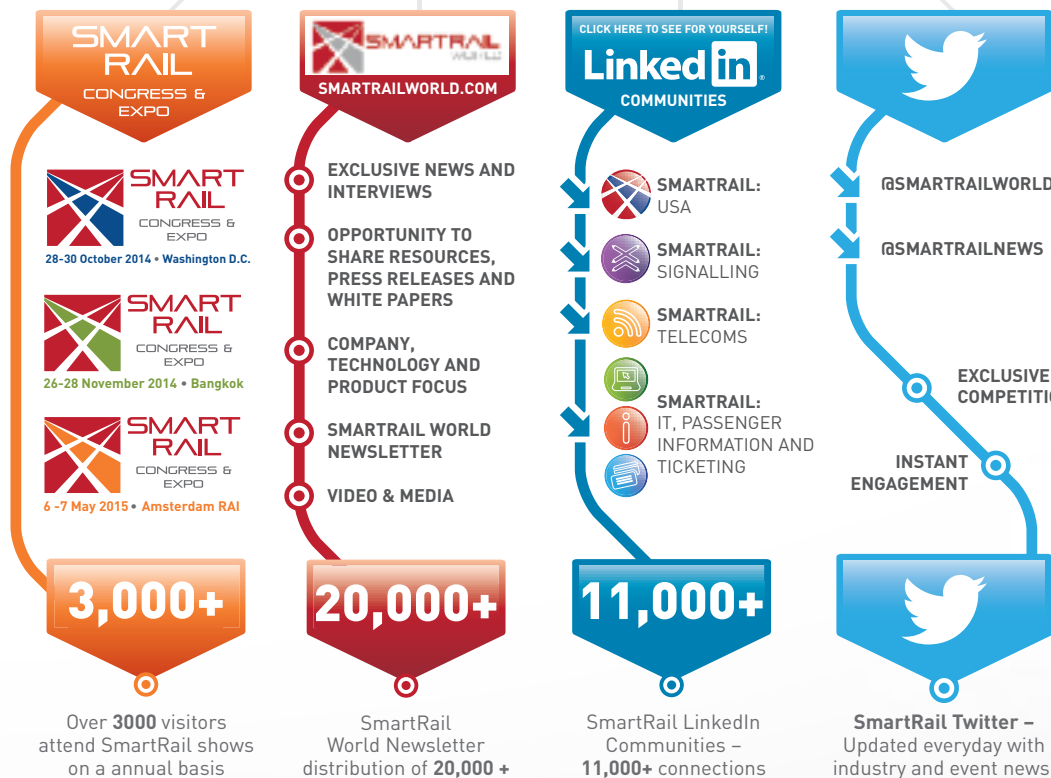 SMART
RAIL
CONGRESS &
EXPO
SMART
RAIL
CONGRESS &
EXPO
28-30 October 2014 • Washington D.C.
SMART
RAIL
CONGRESS &
EXPO
26-28 November 2014 • Bangkok
SMART
RAIL
CONGRESS &
EXPO
6 -7 May 2015 • Amsterdam RAI
3,000+
Over 3000 visitors
attend SmartRail shows
on a annual basis
SMARTRAIL
WORLD
SMARTRAILWORLD.COM
EXCLUSIVE NEWS AND
INTERVIEWS
OPPORTUNITY TO
SHARE RESOURCES,
PRESS RELEASES AND
WHITE PAPERS
COMPANY,
TECHNOLOGY AND
PRODUCT FOCUS
SMARTRAIL WORLD
NEWSLETTER
VIDEO & MEDIA
20,000+
SmartRail
World Newsletter
distribution of 20,000 +
CLICK HERE TO SEE FOR YOURSELF!
Linked in®
COMMUNITIES
SMARTRAIL:
USA
SMARTRAIL:
SIGNALLING
SMARTRAIL:
TELECOMS
SMARTRAIL:
IT, PASSENGER
INFORMATION AND
TICKETING
11,000+
SmartRail LinkedIn
Communities –
11,000+ connections
@SMARTRAILWORLD
@SMARTRAILNEWS
EXCLUSIVE
INSTANT
ENGAGEMENT
SmartRail Twitter –
Updated everyday with
industry and event news